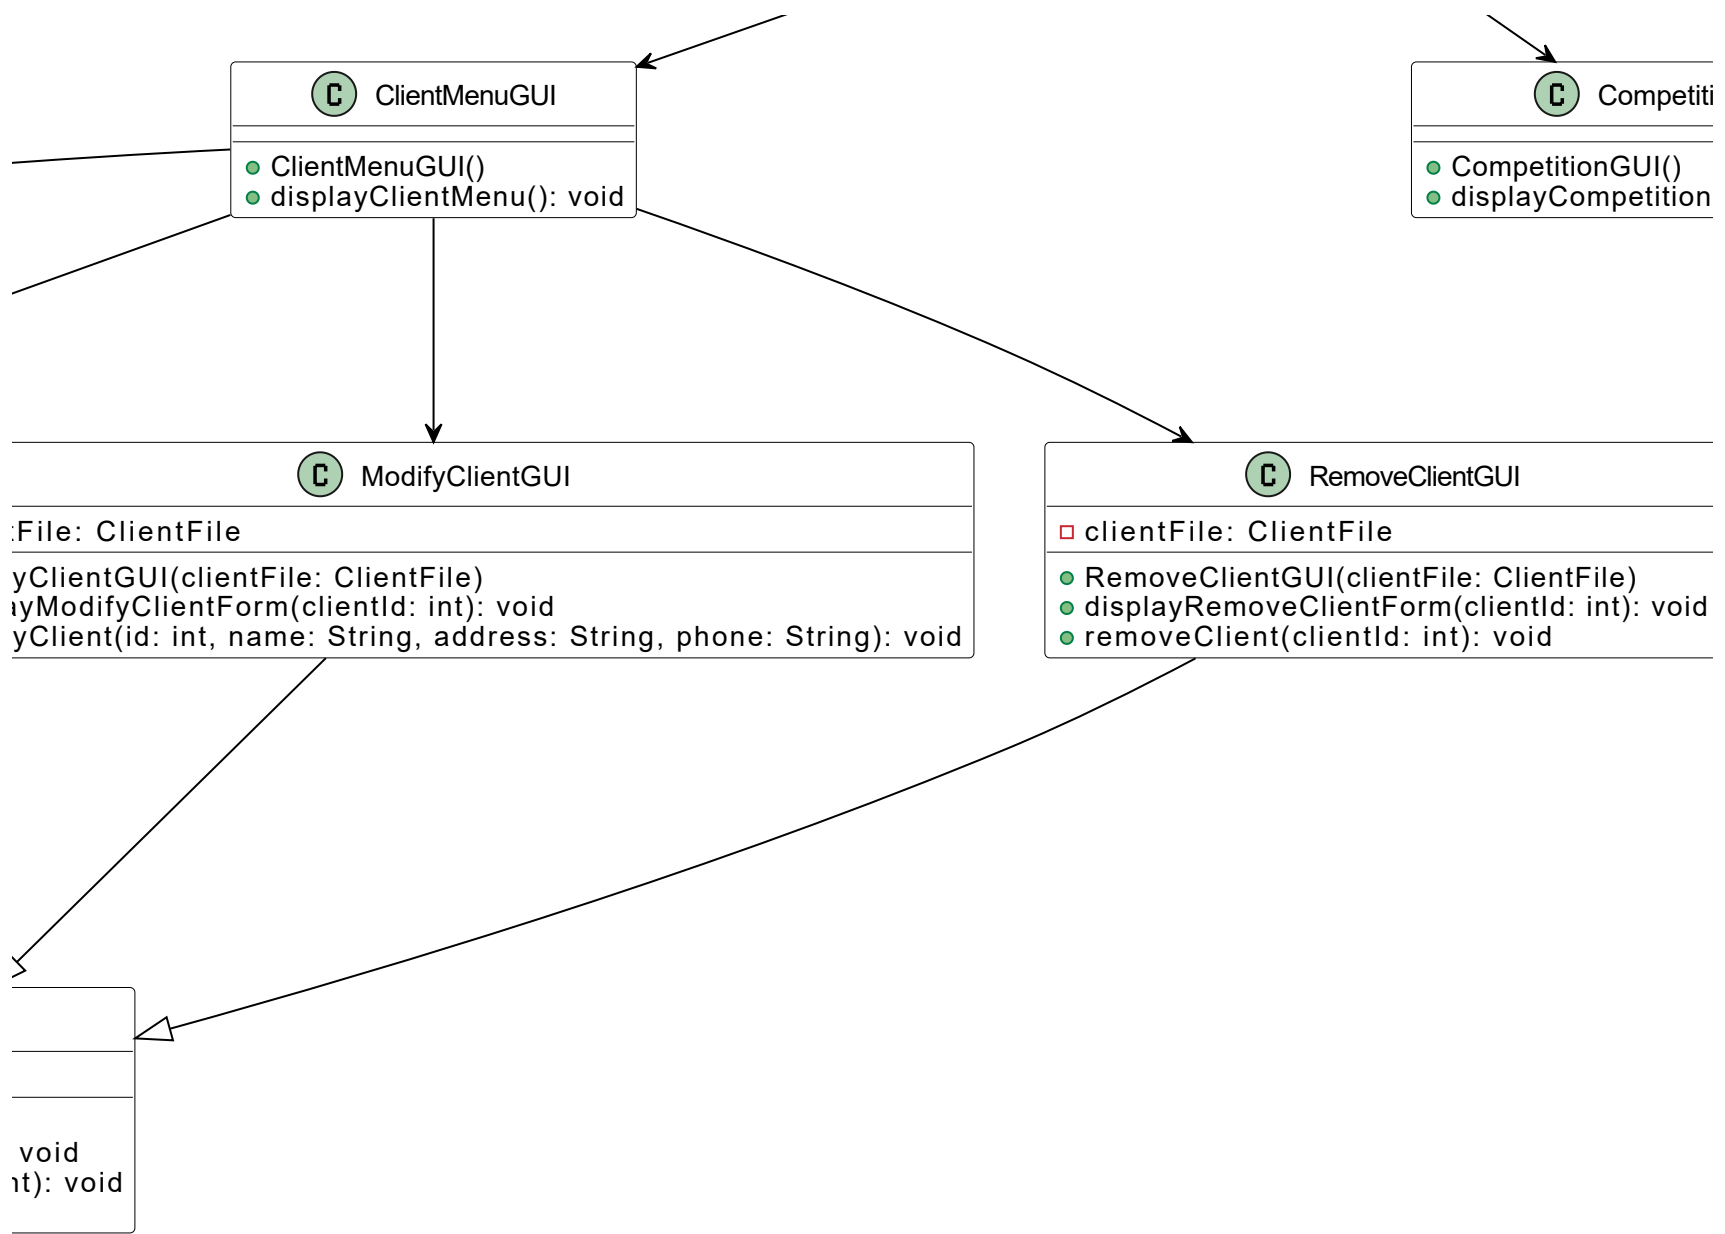 C ClientMenuGUI
ClientMenuGUI()
displayClientMenu(): void
C
CompetitionGUI()
displayCompetition
C ModifyClientGUI
File: ClientFile
yClientGUI(clientFile: ClientFile)
ayModifyClientForm(clientId: int): void
yClient(id: int, name: String, address: String, phone: String): void
C RemoveClientGUI
clientFile: ClientFile
RemoveClientGUI(clientFile: ClientFile)
displayRemoveClientForm(clientId: int): void
removeClient(clientId: int): void
void
t): void